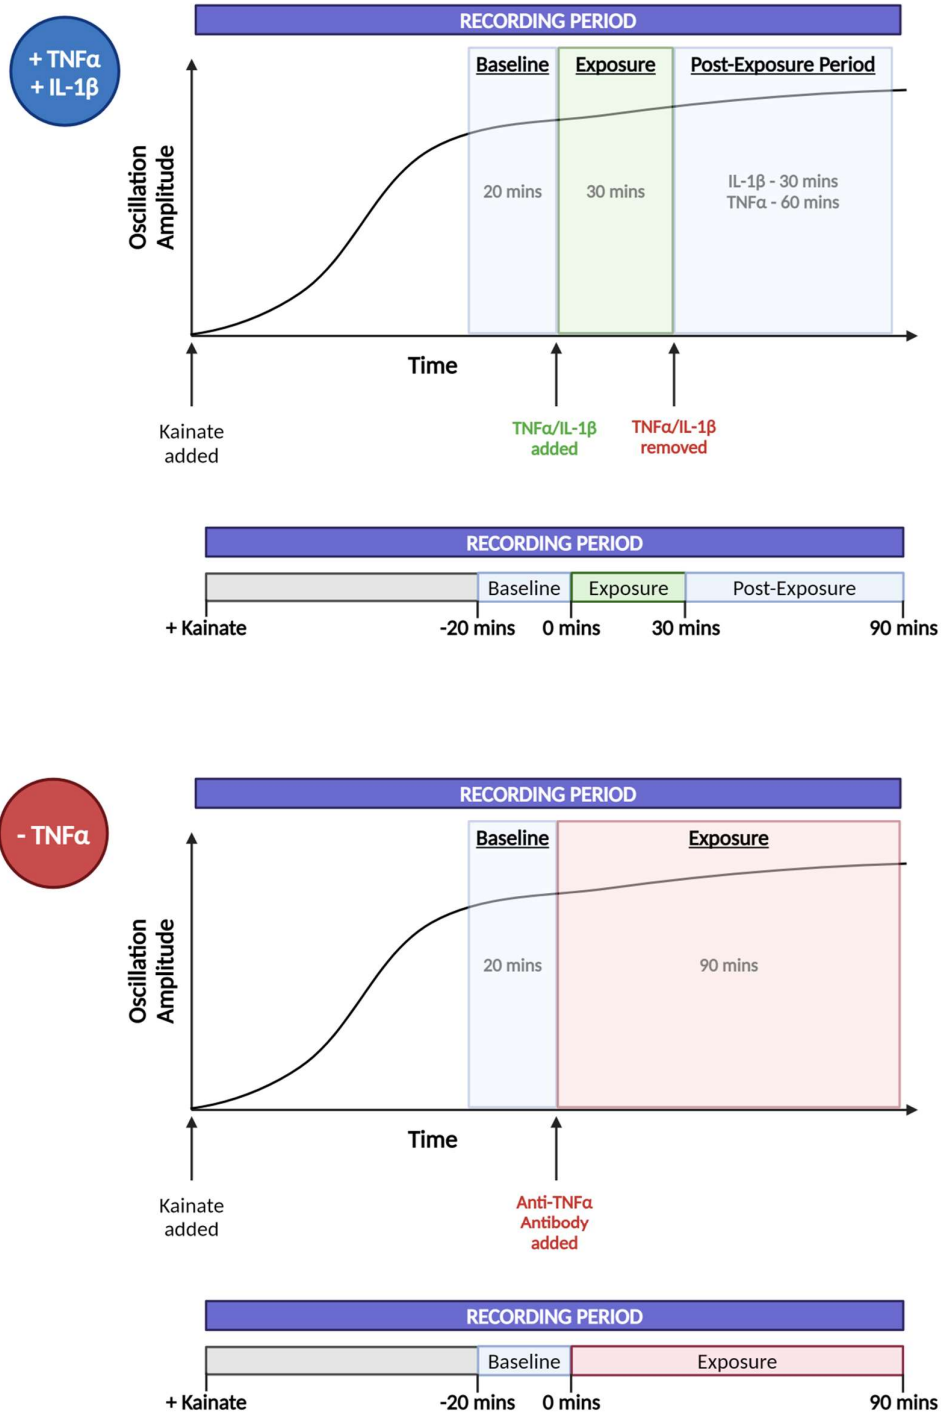 RECORDING PERIOD
+ TNFα
+ IL-1β
Baseline
Exposure
Post-Exposure Period
Oscillation
Amplitude
20 mins
30 mins
IL-1β - 30 mins
TNFα - 60 mins
Time
Kainate
added
TNFα/IL-1β
added
TNFα/IL-1β
removed
RECORDING PERIOD
Baseline
Exposure
Post-Exposure
+ Kainate
-20 mins
0 mins
30 mins
90 mins
RECORDING PERIOD
- TNFα
Baseline
Exposure
Oscillation
Amplitude
20 mins
90 mins
Time
Kainate
added
Anti-TNFα
Antibody
added
RECORDING PERIOD
Baseline
Exposure
+ Kainate
-20 mins
0 mins
90 mins